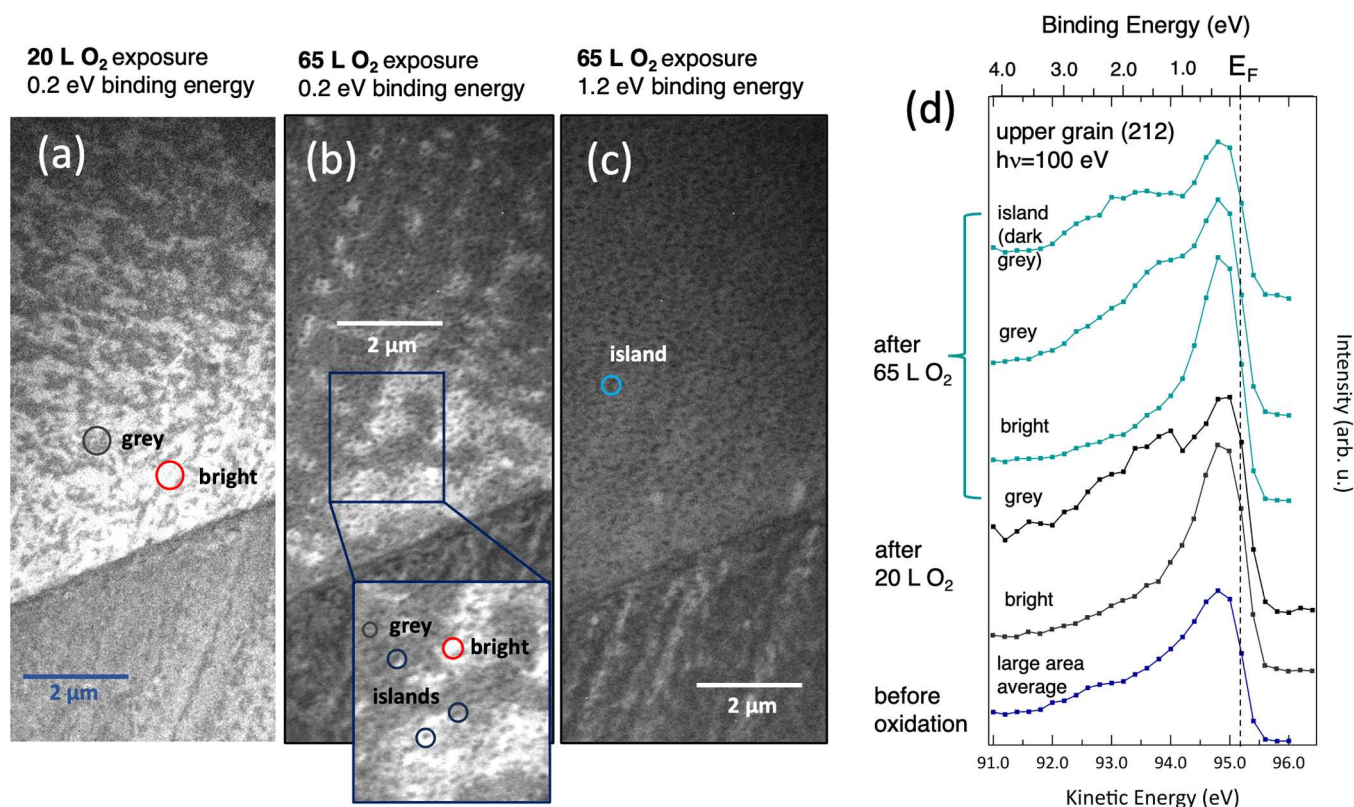 20 L O₂ exposure
0.2 eV binding energy
65 L O₂ exposure
0.2 eV binding energy
65 L O₂ exposure
1.2 eV binding energy
(a)
grey
bright
2 µm
(b)
2 µm
grey
bright
islands
(c)
island
2 µm
(d)
Binding Energy (eV)
4.0 3.0 2.0 1.0 E_F
upper grain (212)
hν=100 eV
island
(dark
grey)
grey
after
65 L O₂
bright
grey
after
20 L O₂
bright
large area
average
before
oxidation
Intensity (arb. u.)
91.0 92.0 93.0 94.0 95.0 96.0
Kinetic Energy (eV)